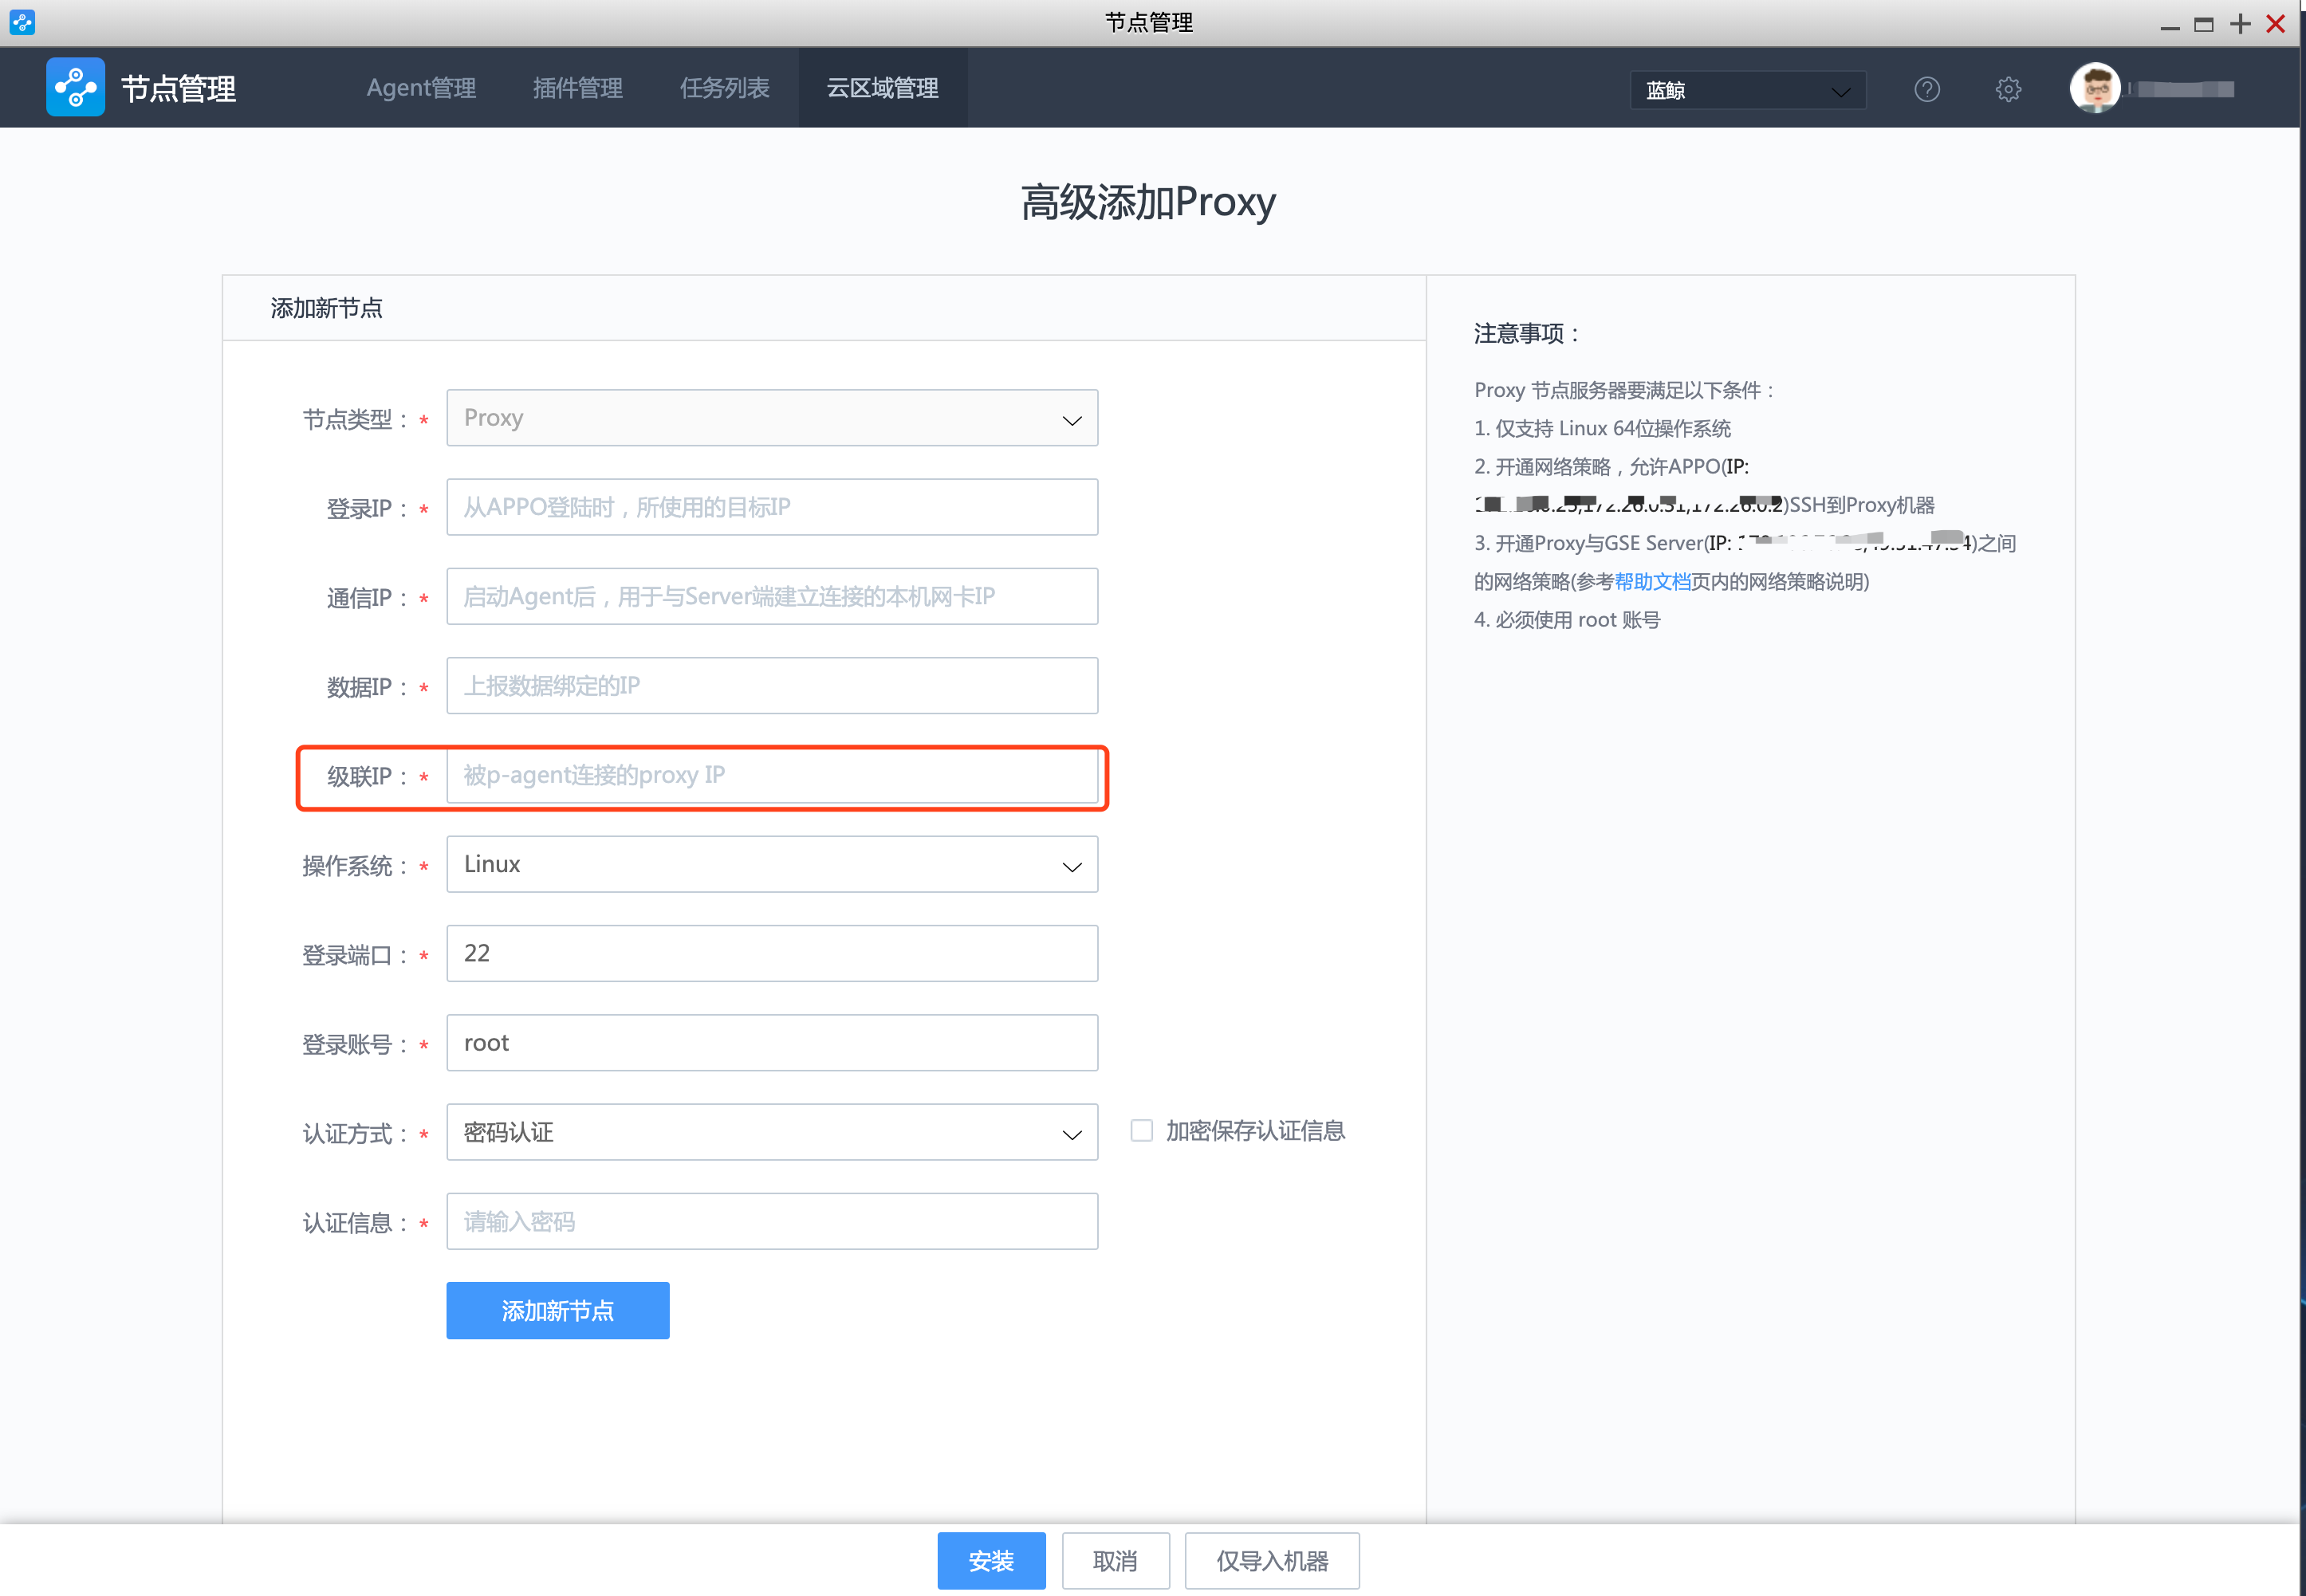 节点管理
节点管理
Agent管理
插件管理
任务列表
云区域管理
蓝鲸
高级添加Proxy
添加新节点
节点类型：* Proxy
登录IP：* 从APPO登陆时，所使用的目标IP
通信IP：* 启动Agent后，用于与Server端建立连接的本机网卡IP
数据IP：* 上报数据绑定的IP
级联IP：* 被p-agent连接的proxy IP
操作系统：* Linux
登录端口：* 22
登录账号：* root
认证方式：* 密码认证
加密保存认证信息
认证信息：* 请输入密码
添加新节点
注意事项：
Proxy 节点服务器要满足以下条件：
1. 仅支持 Linux 64位操作系统
2. 开通网络策略，允许APPO(IP:
)SSH到Proxy机器
3. 开通Proxy与GSE Server(IP: )之间
的网络策略(参考帮助文档页内的网络策略说明)
4. 必须使用 root 账号
安装
取消
仅导入机器